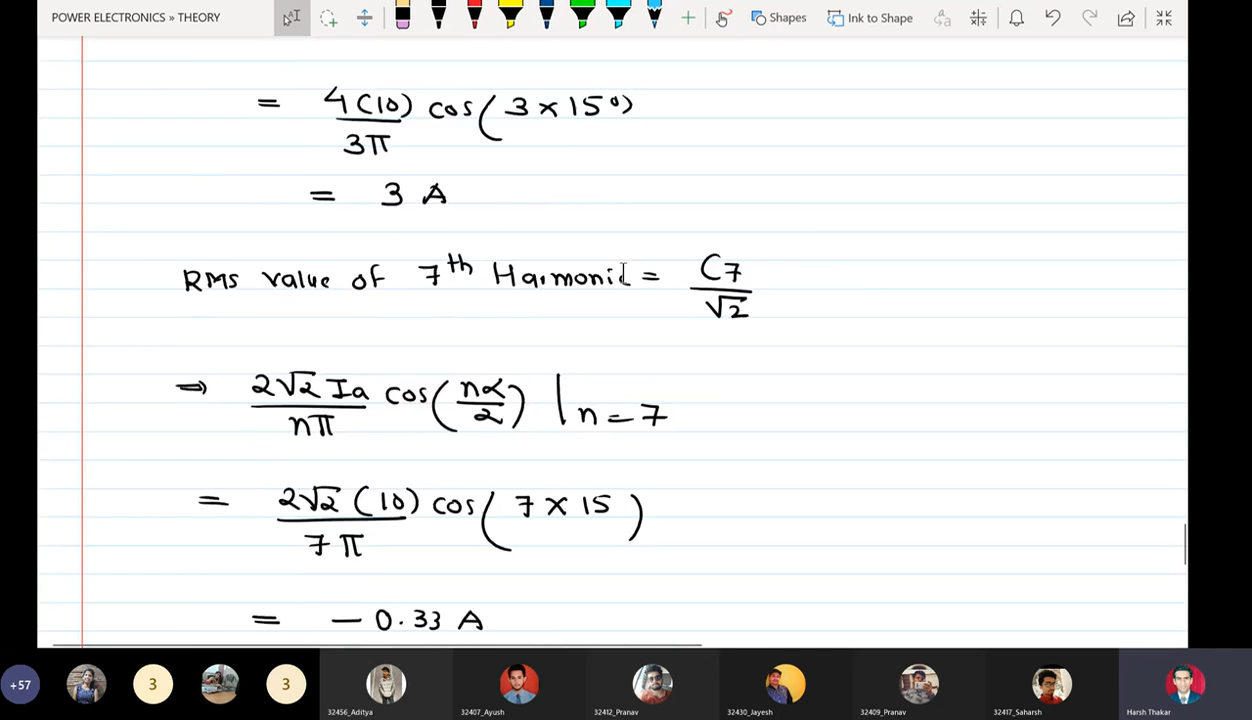 POWER ELECTRONICS » THEORY
Shapes
Ink to Shape
= 4(10)/3π cos(3 × 15°)
= 3 A
RMS value of 7th Harmonic = C7/√2
⇒ 2√2 Ia/nπ cos(nα/2) |n=7
= 2√2 (10)/7π cos(7 × 15)
= - 0.33 A
+57
3
3
32456_Aditya
32407_Ayush
32412_Pranav
32430_Jayesh
32409_Pranav
32417_Saharsh
Harsh Thakar